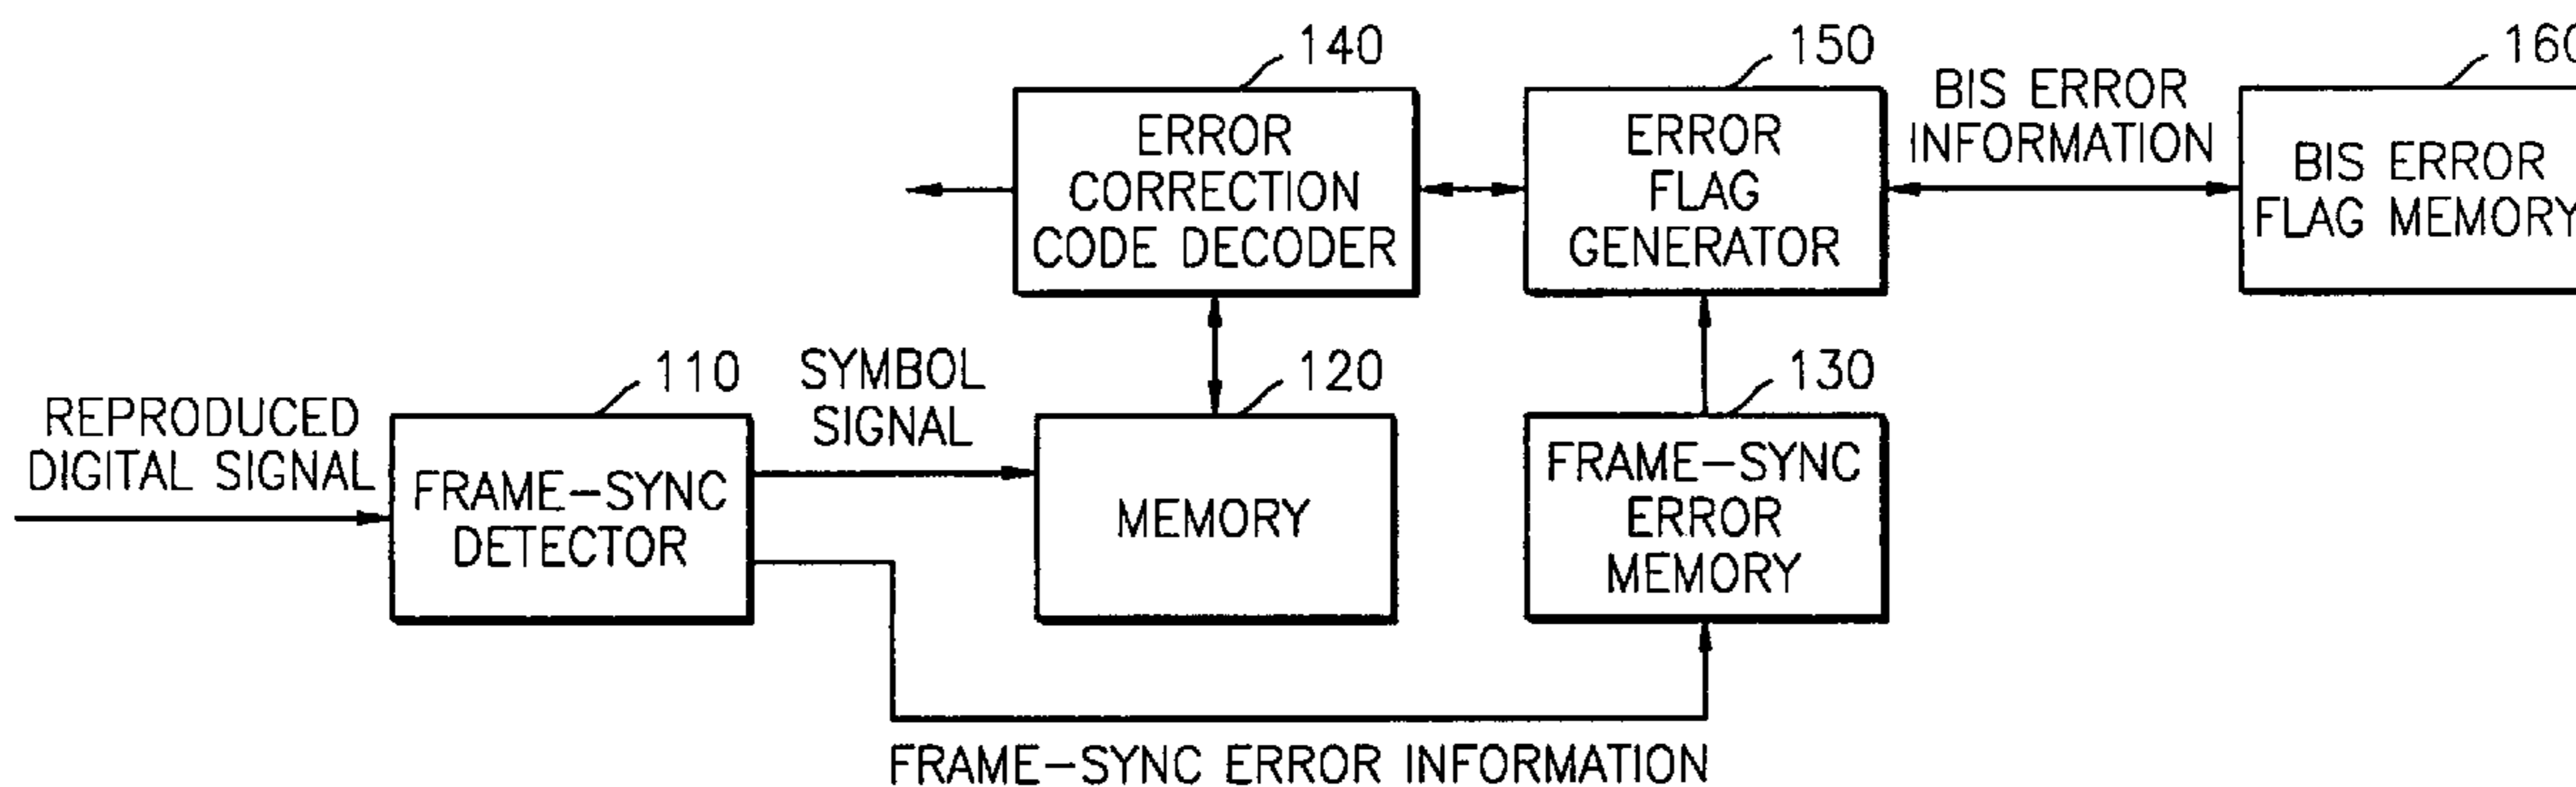 140
150
160
BIS ERROR
INFORMATION
ERROR
CORRECTION
CODE DECODER
ERROR
FLAG
GENERATOR
BIS ERROR
FLAG MEMORY
110
SYMBOL
SIGNAL
120
130
REPRODUCED
DIGITAL SIGNAL
FRAME-SYNC
DETECTOR
MEMORY
FRAME-SYNC
ERROR
MEMORY
FRAME-SYNC ERROR INFORMATION